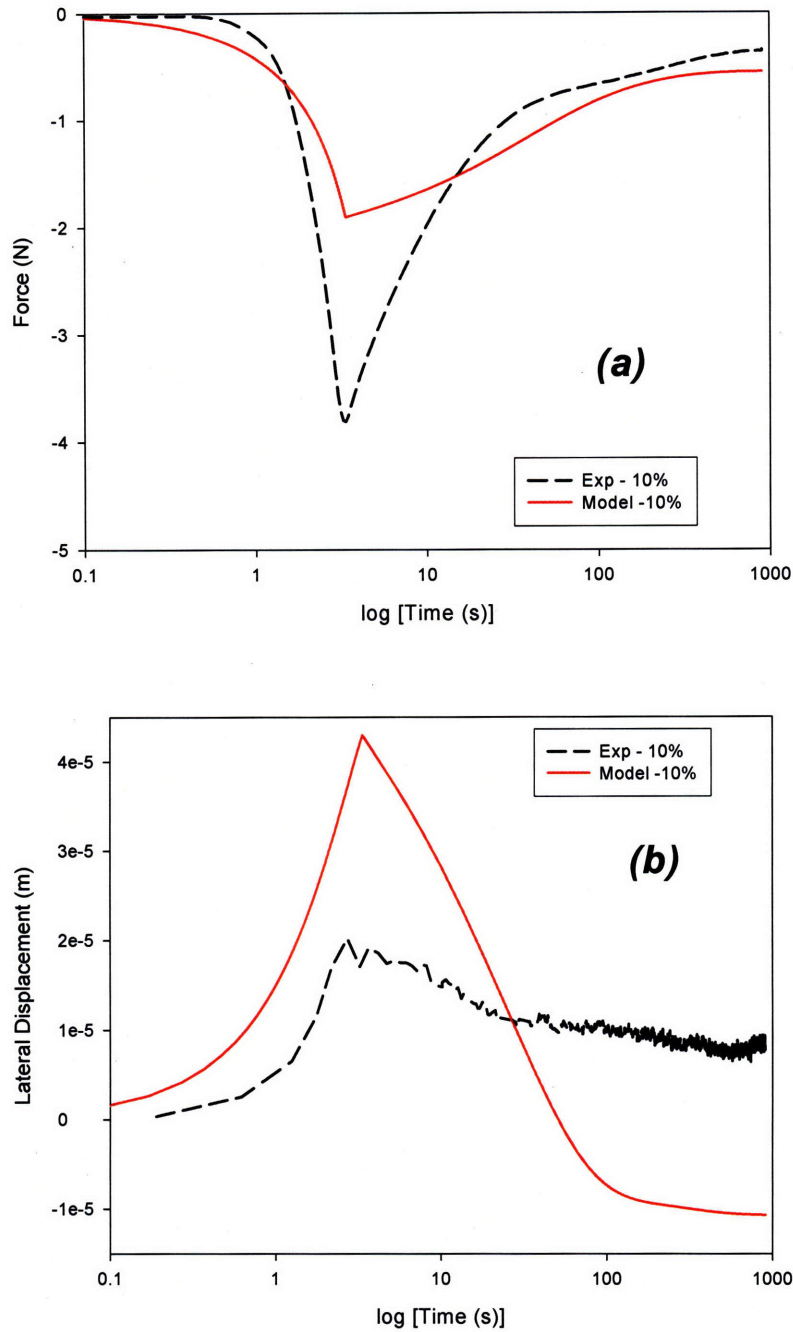 0
-1
-2
-3
-4
-5
Force (N)
(a)
Exp - 10%
Model -10%
0.1
1
10
100
1000
log [Time (s)]
4e-5
3e-5
2e-5
1e-5
0
-1e-5
Lateral Displacement (m)
Exp - 10%
Model -10%
(b)
0.1
1
10
100
1000
log [Time (s)]